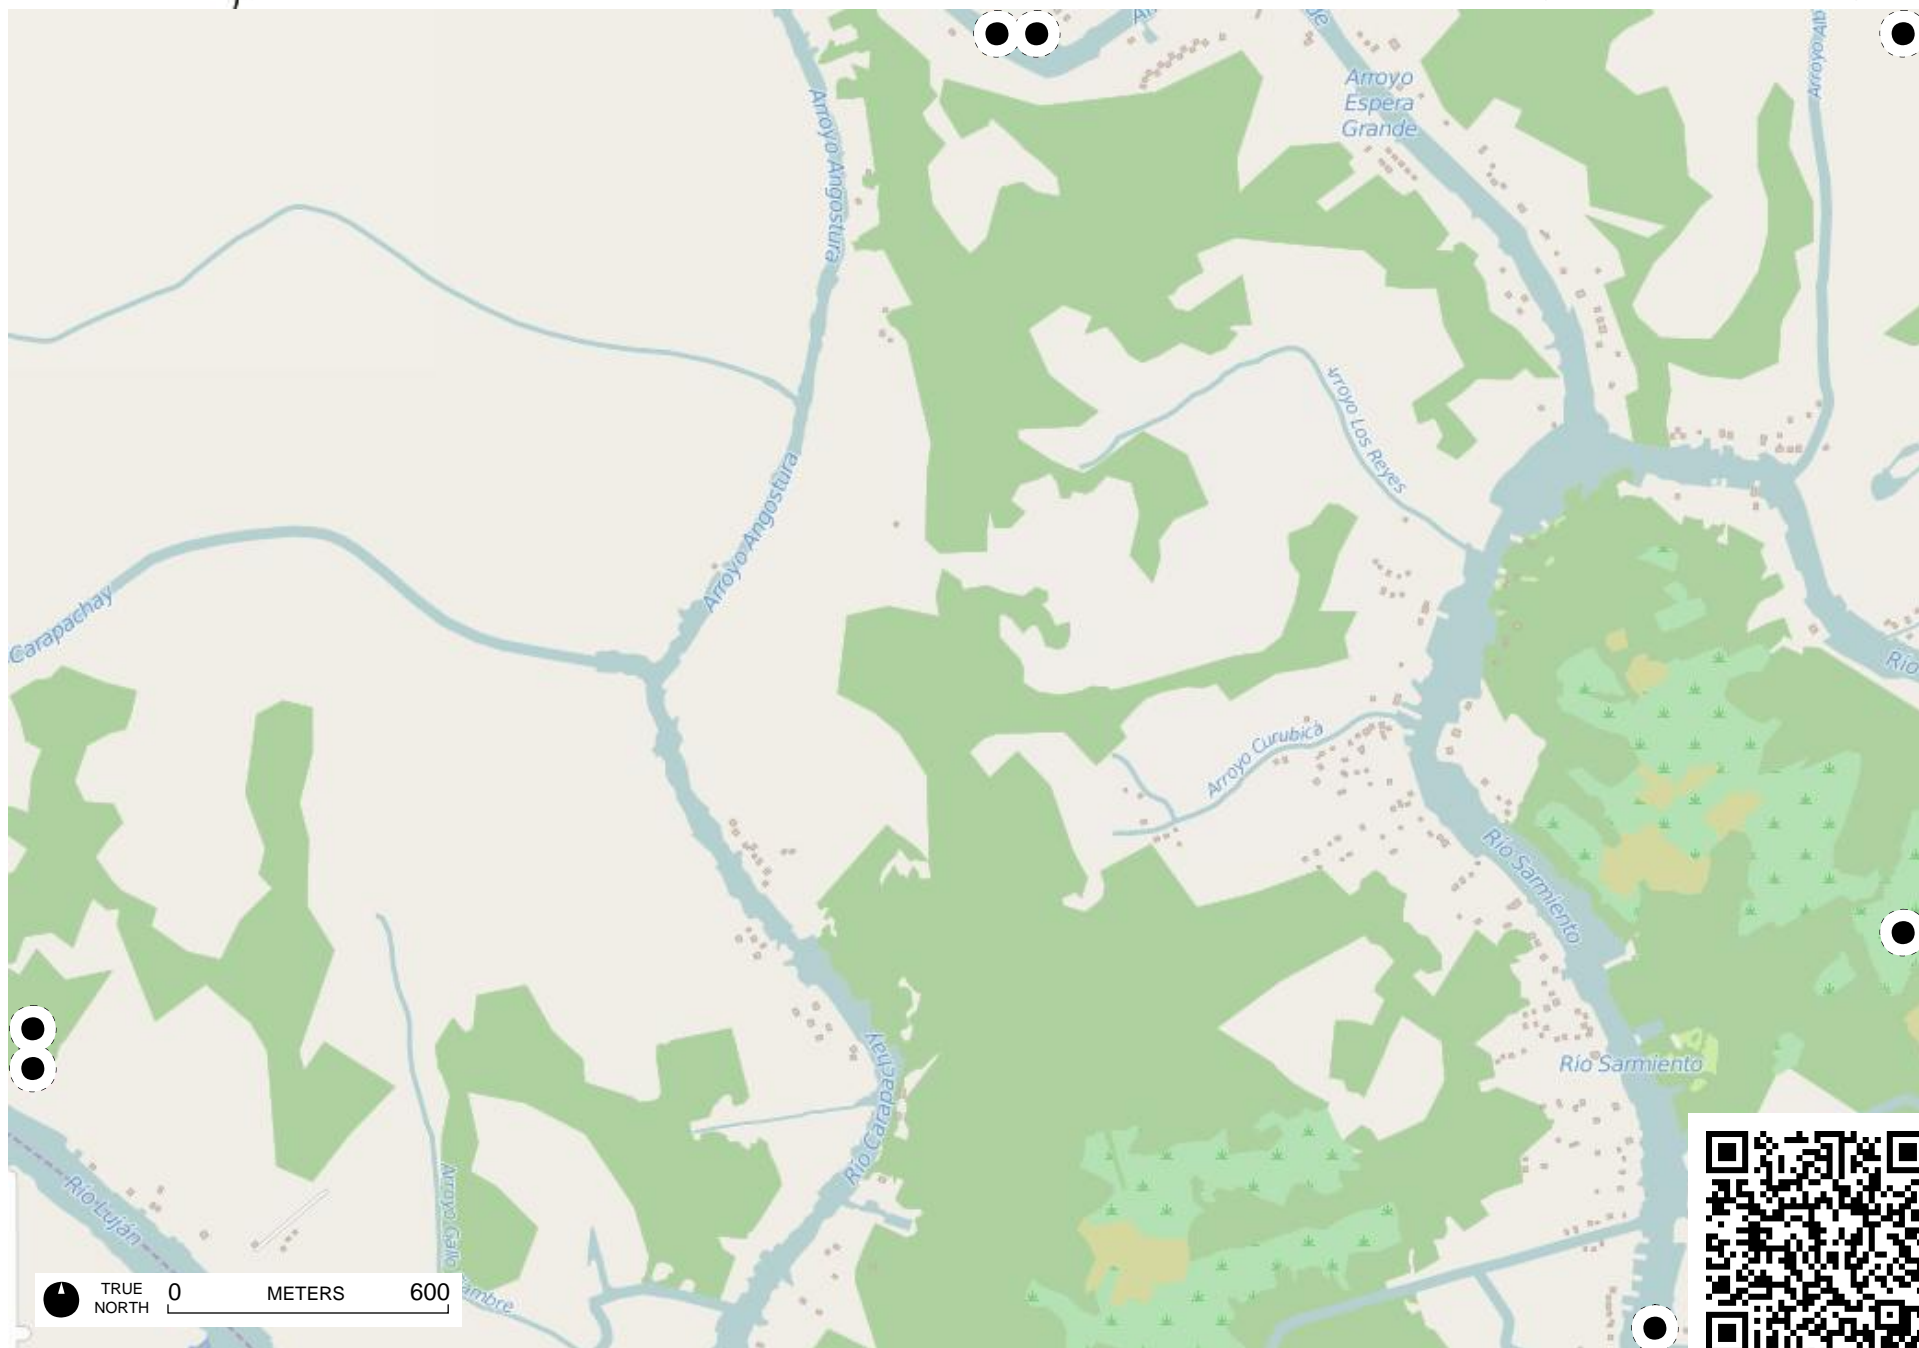 Arroyo
Espera
Grande
Arroyo Angostura
Arroyo Los Reyes
Arroyo Angostura
Carapachay
Río
Arroyo Curubicá
Río Sarmiento
Río Sarmiento
Río Carapachay
Río Luján
TRUE
NORTH
0 METERS 600